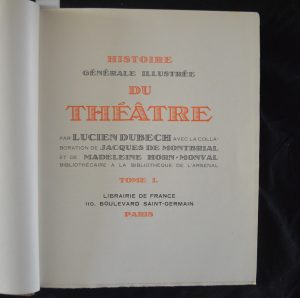 HISTOIRE
GÉNÉRALE ILLUSTRÉE
DU
THÉÂTRE
PAR LUCIEN DUBECH AVEC LA COLLA-
BORATION DE JACQUES DE MONTBRIAL
ET DE MADELEINE HORN-MONVAL
BIBLIOTHÉCAIRE A LA BIBLIOTHÈQUE DE L'ARSENAL
TOME I.
LIBRAIRIE DE FRANCE
110, BOULEVARD SAINT-GERMAIN
PARIS